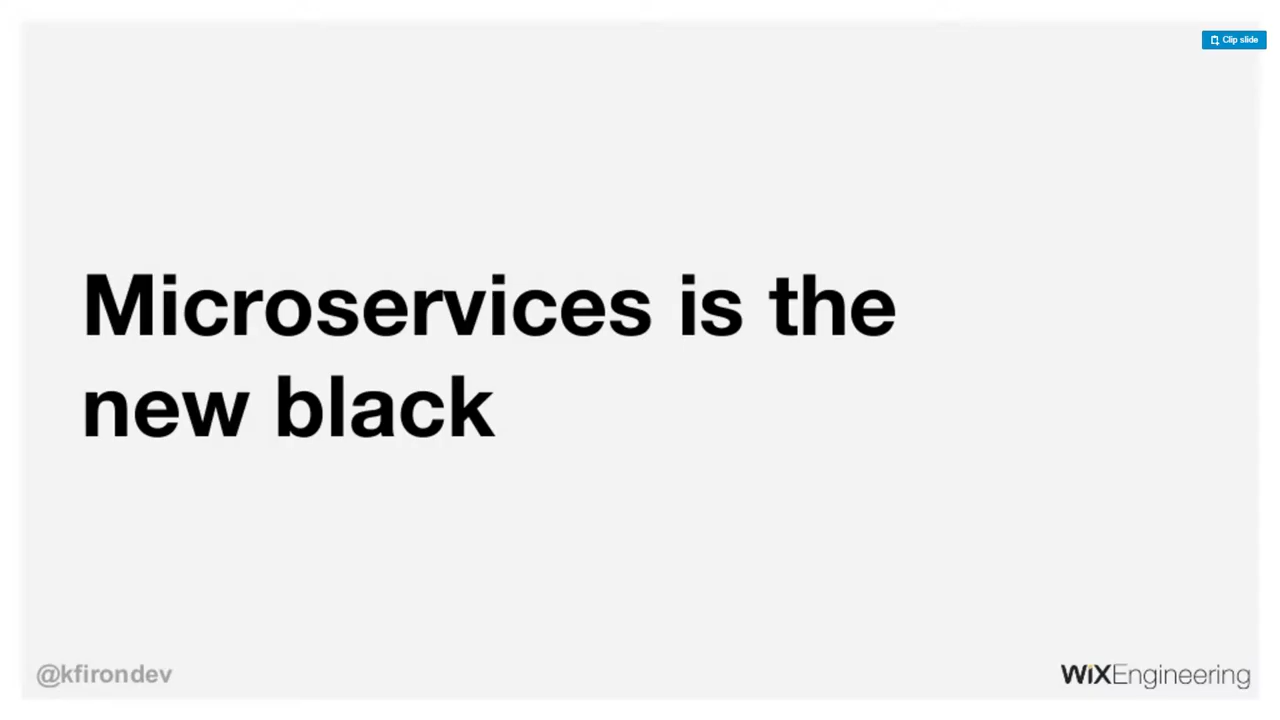 Clip slide
Microservices is the
new black
@kfirondev
WiXEngineering